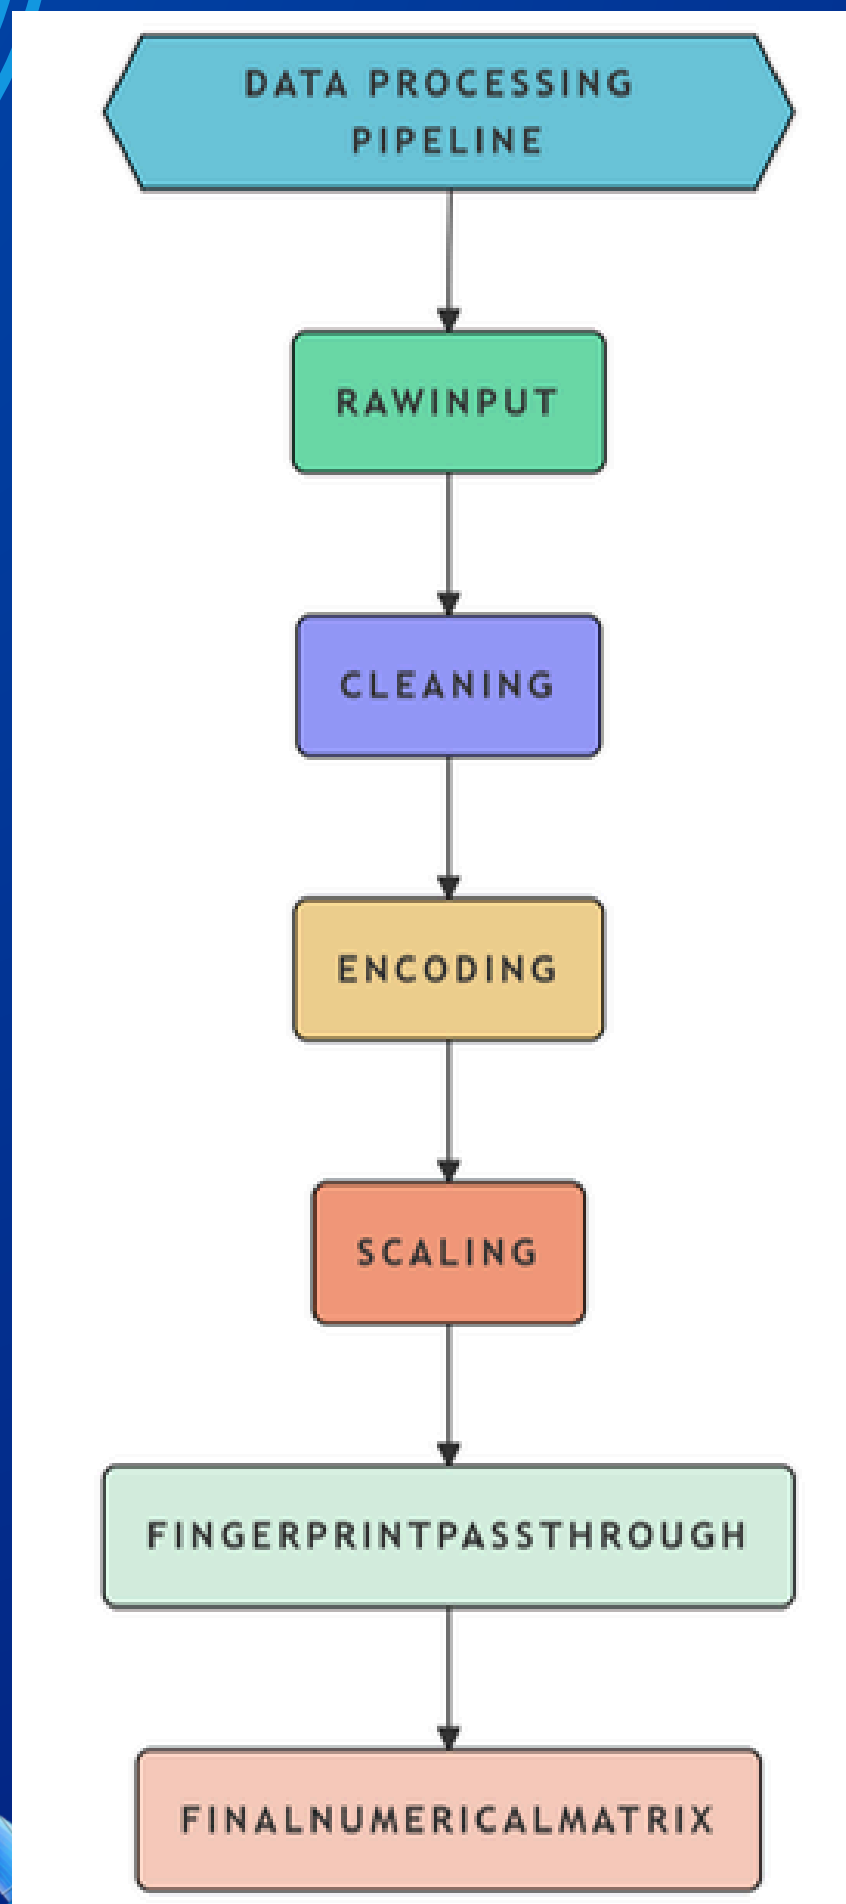 DATA PROCESSING
PIPELINE
RAWINPUT
CLEANING
ENCODING
SCALING
FINGERPRINTPASSTHROUGH
FINALNUMERICALMATRIX